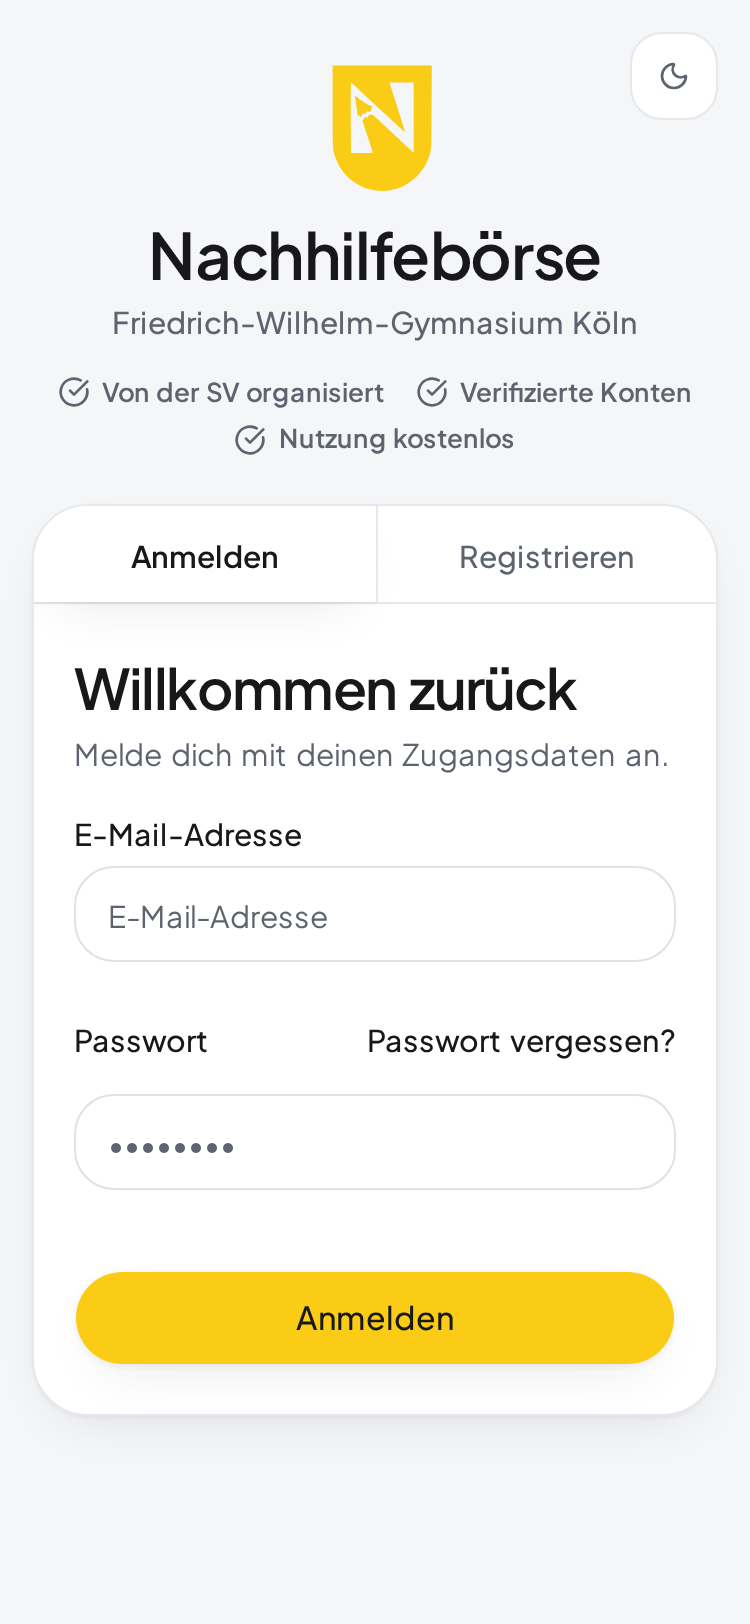 N
Nachhilfebörse
Friedrich-Wilhelm-Gymnasium Köln
Von der SV organisiert Verifizierte Konten
Nutzung kostenlos
Anmelden Registrieren
Willkommen zurück
Melde dich mit deinen Zugangsdaten an.
E-Mail-Adresse
E-Mail-Adresse
Passwort Passwort vergessen?
••••••••
Anmelden